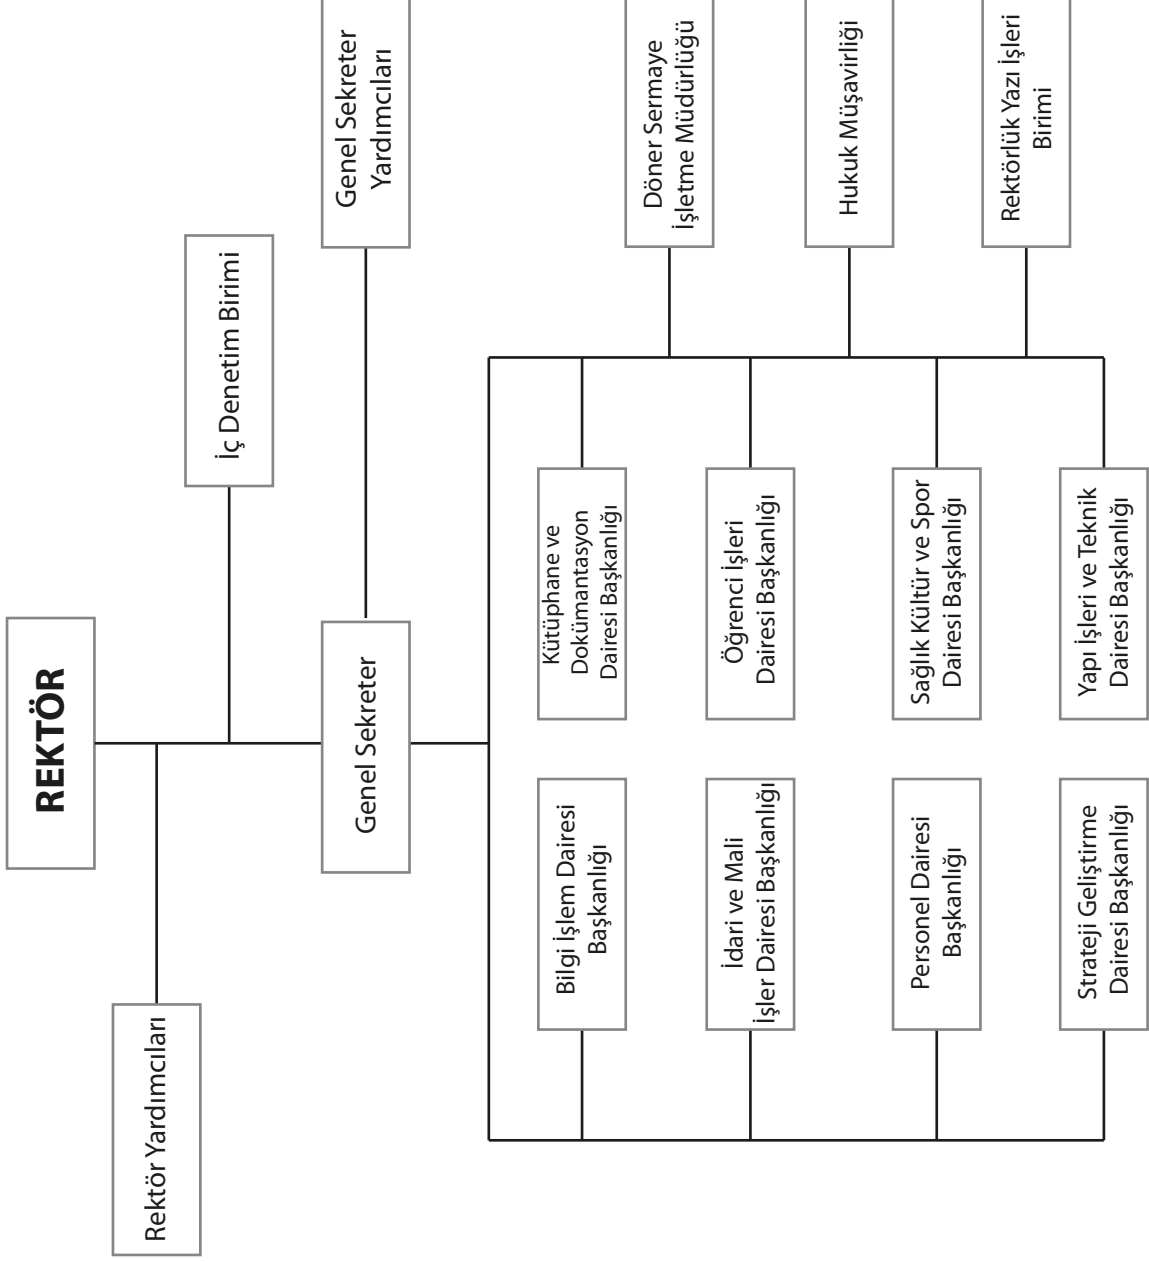 REKTÖR
Rektör Yardımcıları
İç Denetim Birimi
Genel Sekreter
Genel Sekreter
Yardımcıları
Bilgi İşlem Dairesi
Başkanlığı
Kütüphane ve
Dokümantasyon
Dairesi Başkanlığı
Döner Sermaye
İşletme Müdürlüğü
İdari ve Mali
İşler Dairesi Başkanlığı
Öğrenci İşleri
Dairesi Başkanlığı
Hukuk Müşavirliği
Personel Dairesi
Başkanlığı
Sağlık Kültür ve Spor
Dairesi Başkanlığı
Rektörlük Yazı İşleri
Birimi
Strateji Geliştirme
Dairesi Başkanlığı
Yapı İşleri ve Teknik
Dairesi Başkanlığı